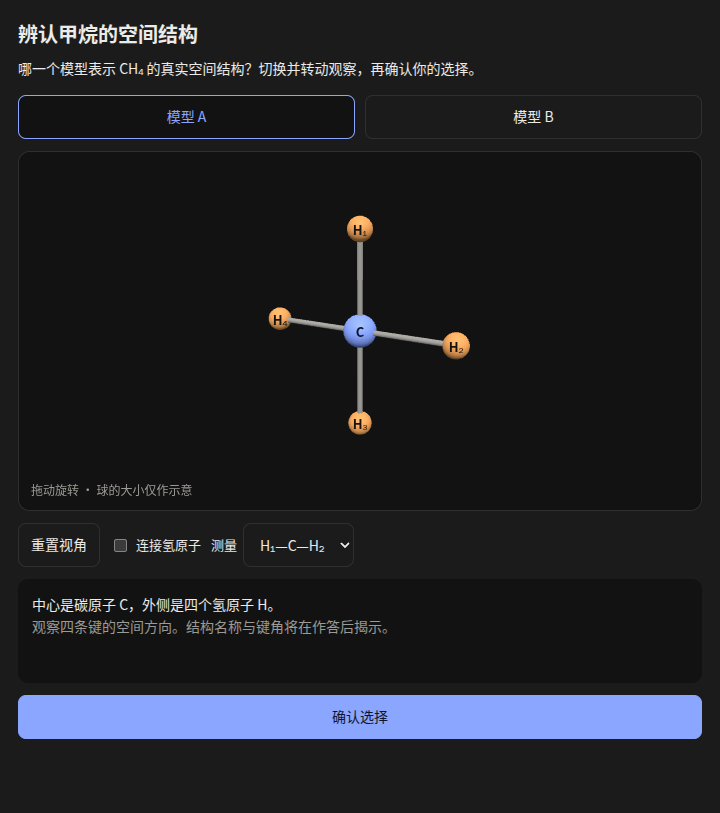 辨认甲烷的空间结构
哪一个模型表示 CH₄ 的真实空间结构？切换并转动观察，再确认你的选择。
模型 A
模型 B
H₁
H₄
C
H₂
H₃
拖动旋转 · 球的大小仅作示意
重置视角
连接氢原子
测量
H₁—C—H₂
中心是碳原子 C，外侧是四个氢原子 H。
观察四条键的空间方向。结构名称与键角将在作答后揭示。
确认选择